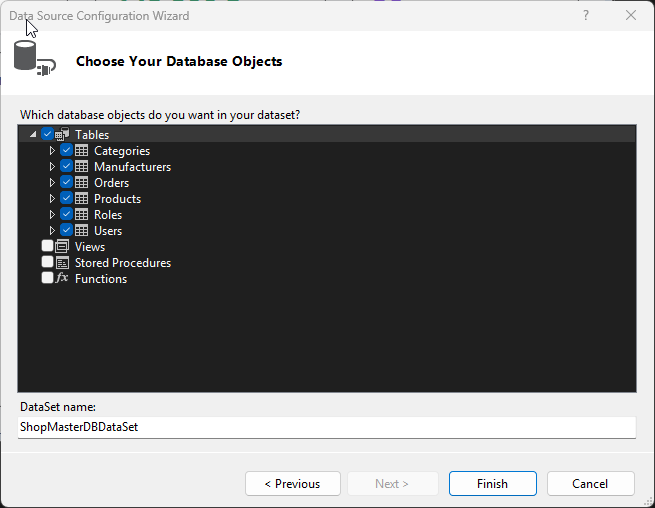 Data Source Configuration Wizard
?
Choose Your Database Objects
Which database objects do you want in your dataset?
Tables
Categories
Manufacturers
Orders
Products
Roles
Users
Views
Stored Procedures
fx Functions
DataSet name:
ShopMasterDBDataSet
< Previous
Next >
Finish
Cancel